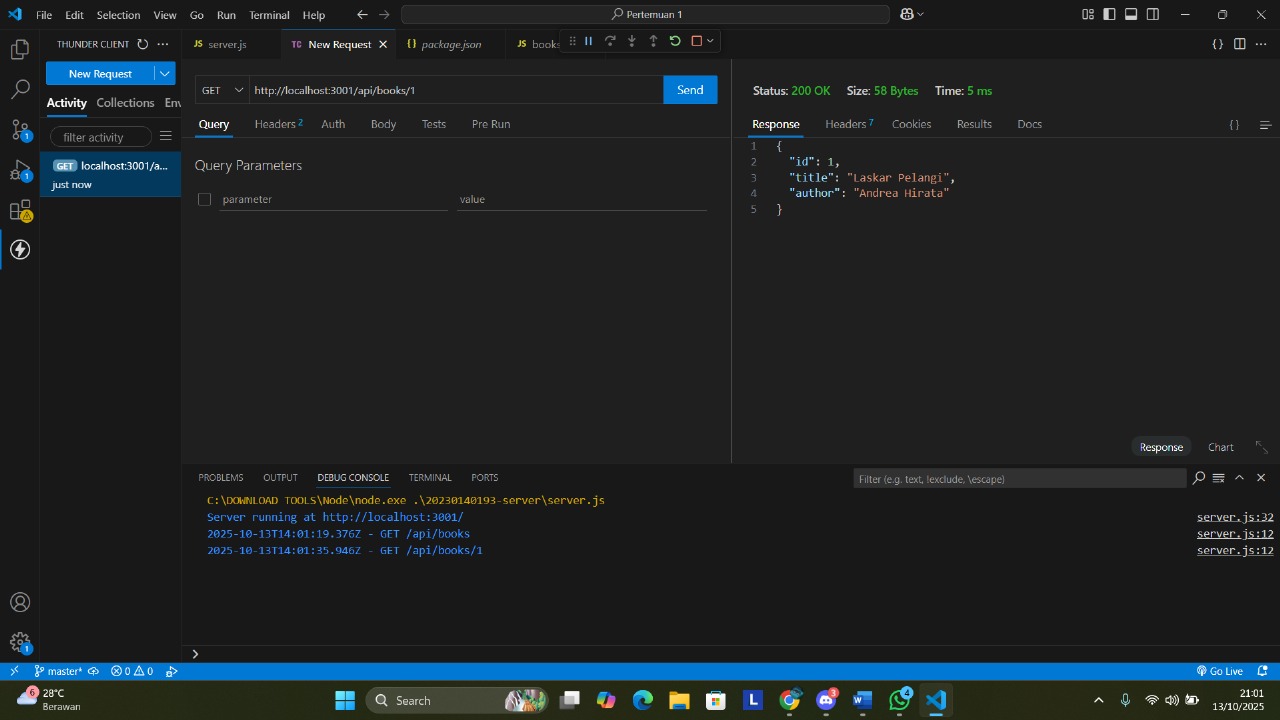 File Edit Selection View Go Run Terminal Help
Pertemuan 1
THUNDER CLIENT
server.js
New Request
package.json
books
New Request
Activity Collections Env
filter activity
GET localhost:3001/a...
just now
GET http://localhost:3001/api/books/1 Send
Query Headers 2 Auth Body Tests Pre Run
Query Parameters
parameter value
Status: 200 OK Size: 58 Bytes Time: 5 ms
Response Headers 7 Cookies Results Docs
1 {
2 "id": 1,
3 "title": "Laskar Pelangi",
4 "author": "Andrea Hirata"
5 }
Response Chart
PROBLEMS OUTPUT DEBUG CONSOLE TERMINAL PORTS
Filter (e.g. text, !exclude, \escape)
C:\DOWNLOAD TOOLS\Node\node.exe .\20230140193-server\server.js
Server running at http://localhost:3001/ server.js:32
2025-10-13T14:01:19.376Z - GET /api/books server.js:12
2025-10-13T14:01:35.946Z - GET /api/books/1 server.js:12
master* 0 0 Go Live
6 28°C
Berawan
Search
3
4
21:01
13/10/2025